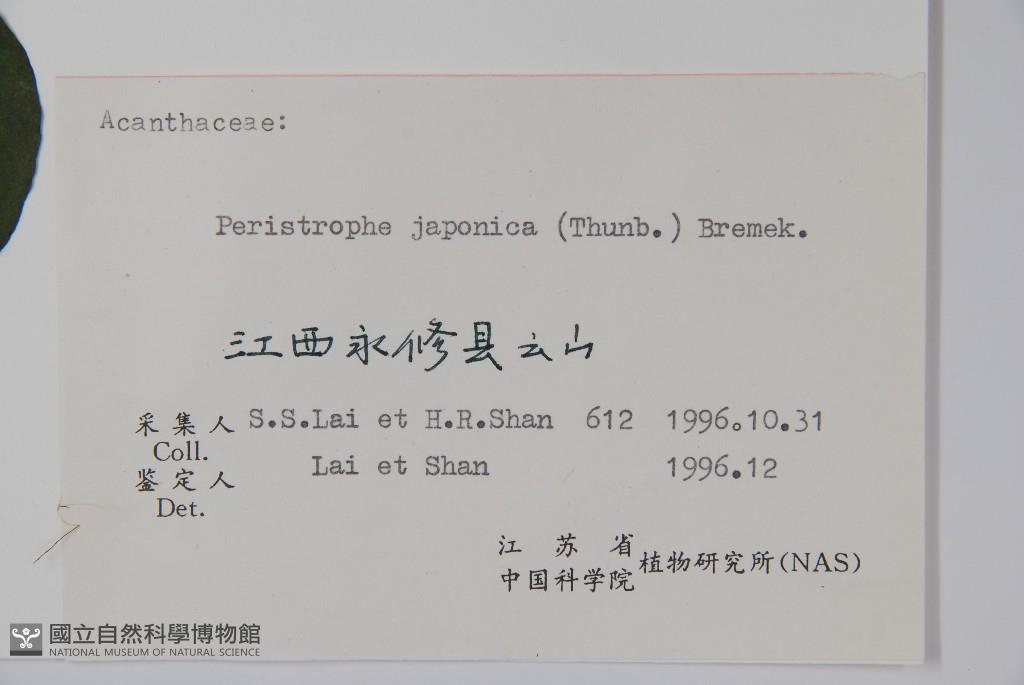 Acanthaceae:
Peristrophe japonica (Thunb.) Bremek.
江西永修县云山
采集人 S.S.Lai et H.R.Shan 612 1996.10.31
Coll.
鉴定人 Lai et Shan 1996.12
Det.
江苏省
中国科学院 植物研究所(NAS)
國立自然科學博物館
NATIONAL MUSEUM OF NATURAL SCIENCE